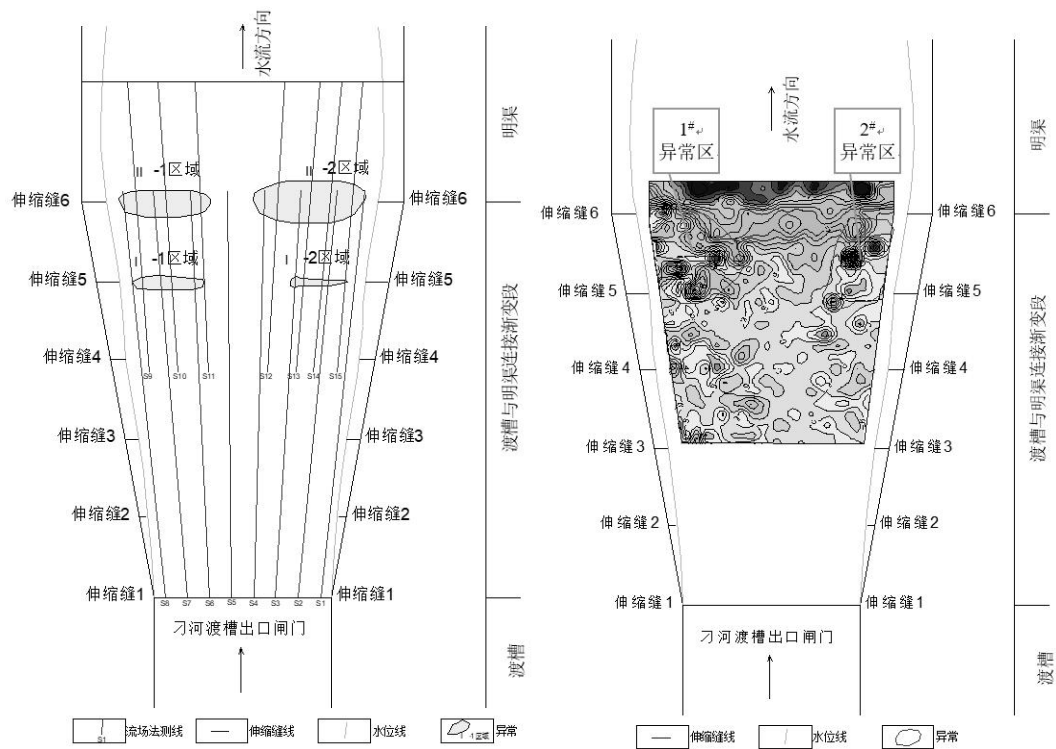 水流方向
明渠
II -1区域
II -2区域
伸缩缝6
伸缩缝6
I -1区域
I -2区域
伸缩缝5
伸缩缝5
伸缩缝4
伸缩缝4
S9
S10
S11
S12
S13
S14
S15
渡槽与明渠连接渐变段
伸缩缝3
伸缩缝3
伸缩缝2
伸缩缝2
伸缩缝1
伸缩缝1
S8
S7
S6
S5
S4
S3
S2
S1
刁河渡槽出口闸门
渡槽
S1
流场法测线
伸缩缝线
水位线
I -1区域
异常
水流方向
明渠
1#
异常区
2#
异常区
伸缩缝6
伸缩缝6
伸缩缝5
伸缩缝5
伸缩缝4
伸缩缝4
渡槽与明渠连接渐变段
伸缩缝3
伸缩缝3
伸缩缝2
伸缩缝2
伸缩缝1
伸缩缝1
刁河渡槽出口闸门
渡槽
伸缩缝线
水位线
异常